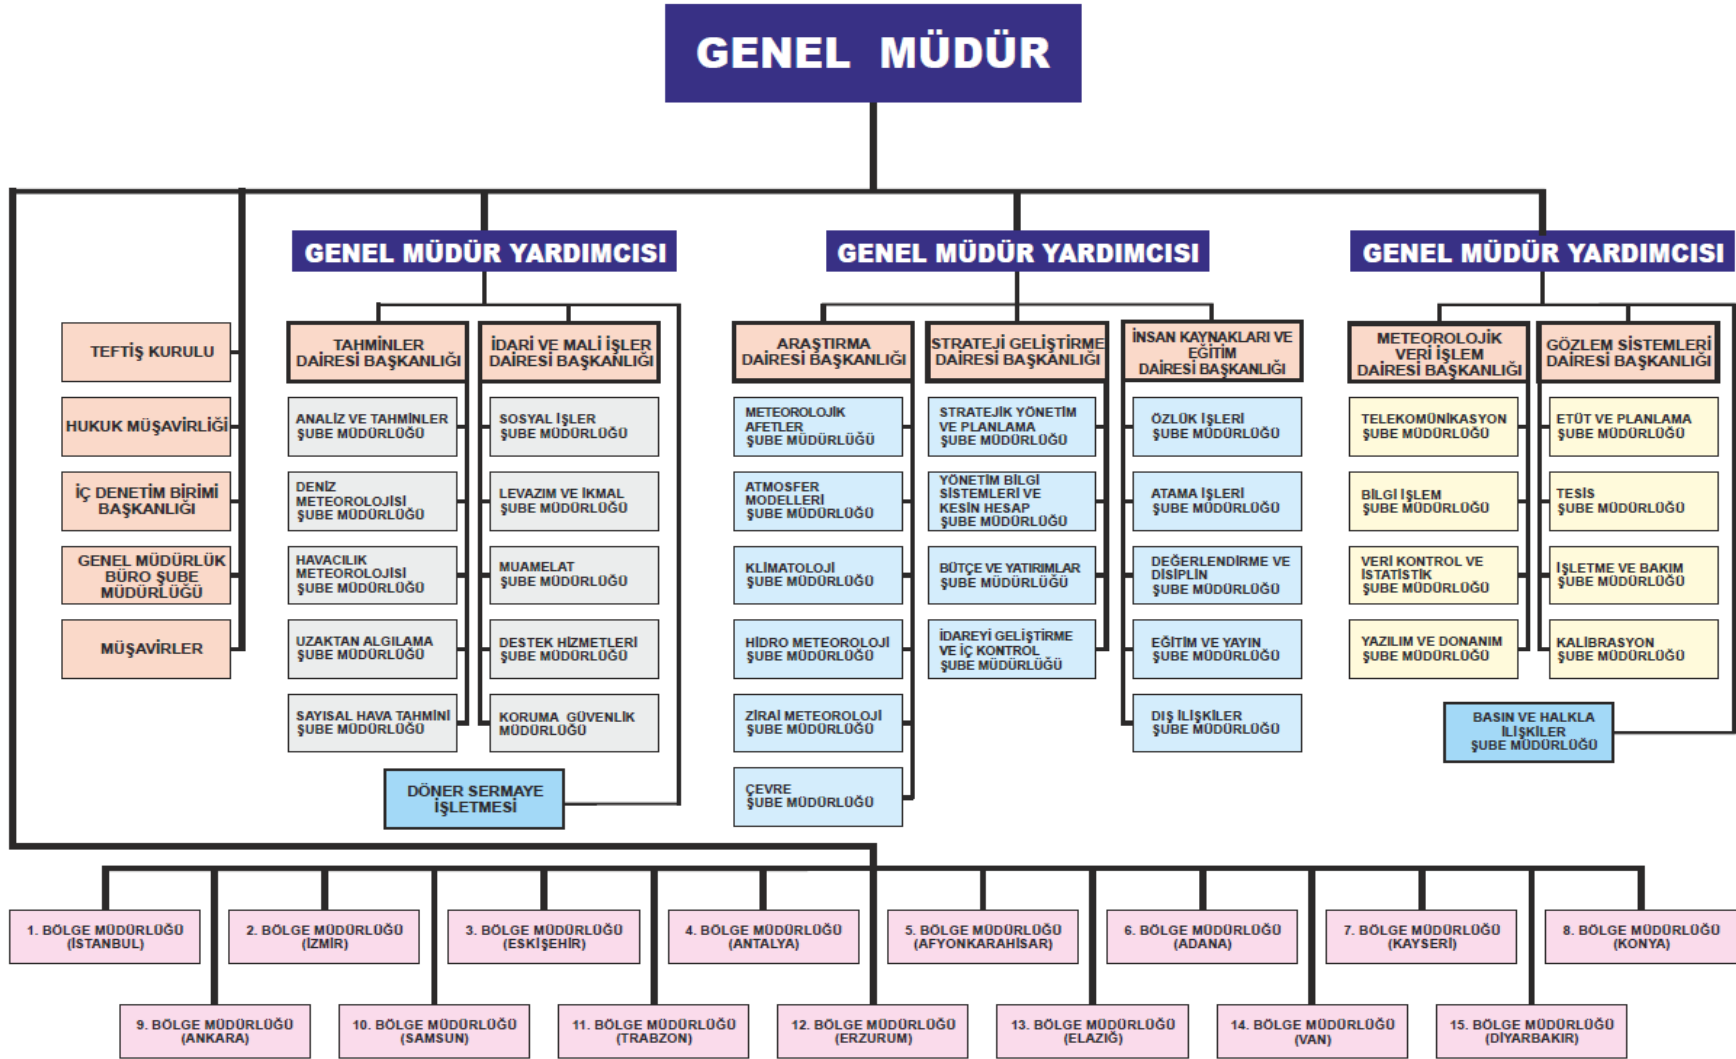 GENEL MÜDÜR
GENEL MÜDÜR YARDIMCISI
GENEL MÜDÜR YARDIMCISI
GENEL MÜDÜR YARDIMCISI
TEFTİŞ KURULU
HUKUK MÜŞAVİRLİĞİ
İÇ DENETİM BİRİMİ
BAŞKANLIĞI
GENEL MÜDÜRLÜK
BÜRO ŞUBE
MÜDÜRLÜĞÜ
MÜŞAVİRLER
TAHMİNLER
DAİRESİ BAŞKANLIĞI
ANALİZ VE TAHMİNLER
ŞUBE MÜDÜRLÜĞÜ
DENİZ
METEOROLOJİSİ
ŞUBE MÜDÜRLÜĞÜ
HAVACILIK
METEOROLOJİSİ
ŞUBE MÜDÜRLÜĞÜ
UZAKTAN ALGILAMA
ŞUBE MÜDÜRLÜĞÜ
SAYISAL HAVA TAHMİNİ
ŞUBE MÜDÜRLÜĞÜ
İDARİ VE MALİ İŞLER
DAİRESİ BAŞKANLIĞI
SOSYAL İŞLER
ŞUBE MÜDÜRLÜĞÜ
LEVAZIM VE İKMAL
ŞUBE MÜDÜRLÜĞÜ
MUAMELAT
ŞUBE MÜDÜRLÜĞÜ
DESTEK HİZMETLERİ
ŞUBE MÜDÜRLÜĞÜ
KORUMA GÜVENLİK
MÜDÜRLÜĞÜ
DÖNER SERMAYE
İŞLETMESİ
ARAŞTIRMA
DAİRESİ BAŞKANLIĞI
METEOROLOJİK
AFETLER
ŞUBE MÜDÜRLÜĞÜ
ATMOSFER
MODELLERİ
ŞUBE MÜDÜRLÜĞÜ
KLİMATOLOJİ
ŞUBE MÜDÜRLÜĞÜ
HİDRO METEOROLOJİ
ŞUBE MÜDÜRLÜĞÜ
ZİRAİ METEOROLOJİ
ŞUBE MÜDÜRLÜĞÜ
ÇEVRE
ŞUBE MÜDÜRLÜĞÜ
STRATEJİ GELİŞTİRME
DAİRESİ BAŞKANLIĞI
STRATEJİK YÖNETİM
VE PLANLAMA
ŞUBE MÜDÜRLÜĞÜ
YÖNETİM BİLGİ
SİSTEMLERİ VE
KESİN HESAP
ŞUBE MÜDÜRLÜĞÜ
BÜTÇE VE YATIRIMLAR
ŞUBE MÜDÜRLÜĞÜ
İDAREYİ GELİŞTİRME
VE İÇ KONTROL
ŞUBE MÜDÜRLÜĞÜ
İNSAN KAYNAKLARI VE
EĞİTİM
DAİRESİ BAŞKANLIĞI
ÖZLÜK İŞLERİ
ŞUBE MÜDÜRLÜĞÜ
ATAMA İŞLERİ
ŞUBE MÜDÜRLÜĞÜ
DEĞERLENDİRME VE
DİSİPLİN
ŞUBE MÜDÜRLÜĞÜ
EĞİTİM VE YAYIN
ŞUBE MÜDÜRLÜĞÜ
DIŞ İLİŞKİLER
ŞUBE MÜDÜRLÜĞÜ
METEOROLOJİK
VERİ İŞLEM
DAİRESİ BAŞKANLIĞI
TELEKOMÜNİKASYON
ŞUBE MÜDÜRLÜĞÜ
BİLGİ İŞLEM
ŞUBE MÜDÜRLÜĞÜ
VERİ KONTROL VE
İSTATİSTİK
ŞUBE MÜDÜRLÜĞÜ
YAZILIM VE DONANIM
ŞUBE MÜDÜRLÜĞÜ
GÖZLEM SİSTEMLERİ
DAİRESİ BAŞKANLIĞI
ETÜT VE PLANLAMA
ŞUBE MÜDÜRLÜĞÜ
TESİS
ŞUBE MÜDÜRLÜĞÜ
İŞLETME VE BAKIM
ŞUBE MÜDÜRLÜĞÜ
KALİBRASYON
ŞUBE MÜDÜRLÜĞÜ
BASIN VE HALKLA
İLİŞKİLER
ŞUBE MÜDÜRLÜĞÜ
1. BÖLGE MÜDÜRLÜĞÜ
(İSTANBUL)
2. BÖLGE MÜDÜRLÜĞÜ
(İZMİR)
3. BÖLGE MÜDÜRLÜĞÜ
(ESKİŞEHİR)
4. BÖLGE MÜDÜRLÜĞÜ
(ANTALYA)
5. BÖLGE MÜDÜRLÜĞÜ
(AFYONKARAHİSAR)
6. BÖLGE MÜDÜRLÜĞÜ
(ADANA)
7. BÖLGE MÜDÜRLÜĞÜ
(KAYSERİ)
8. BÖLGE MÜDÜRLÜĞÜ
(KONYA)
9. BÖLGE MÜDÜRLÜĞÜ
(ANKARA)
10. BÖLGE MÜDÜRLÜĞÜ
(SAMSUN)
11. BÖLGE MÜDÜRLÜĞÜ
(TRABZON)
12. BÖLGE MÜDÜRLÜĞÜ
(ERZURUM)
13. BÖLGE MÜDÜRLÜĞÜ
(ELAZIĞ)
14. BÖLGE MÜDÜRLÜĞÜ
(VAN)
15. BÖLGE MÜDÜRLÜĞÜ
(DİYARBAKIR)